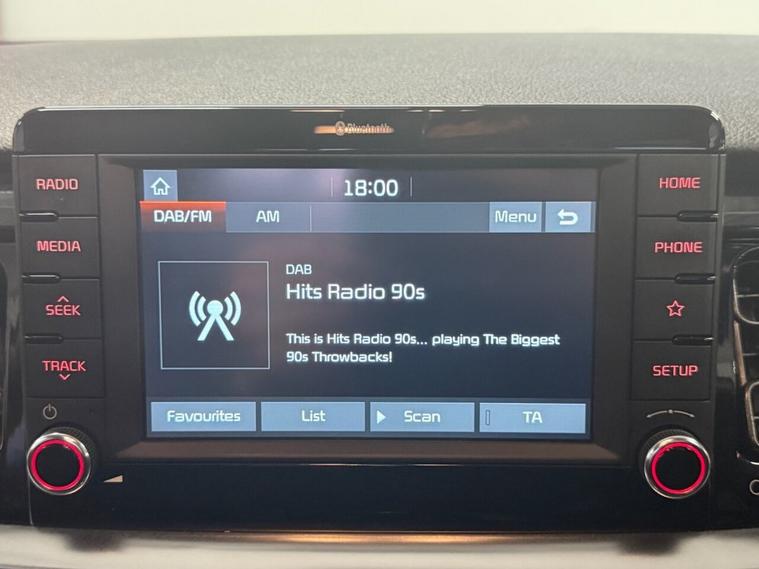 Bluetooth
RADIO
MEDIA
SEEK
TRACK
18:00
DAB/FM
AM
Menu
DAB
Hits Radio 90s
This is Hits Radio 90s... playing The Biggest
90s Throwbacks!
Favourites
List
Scan
TA
HOME
PHONE
SETUP